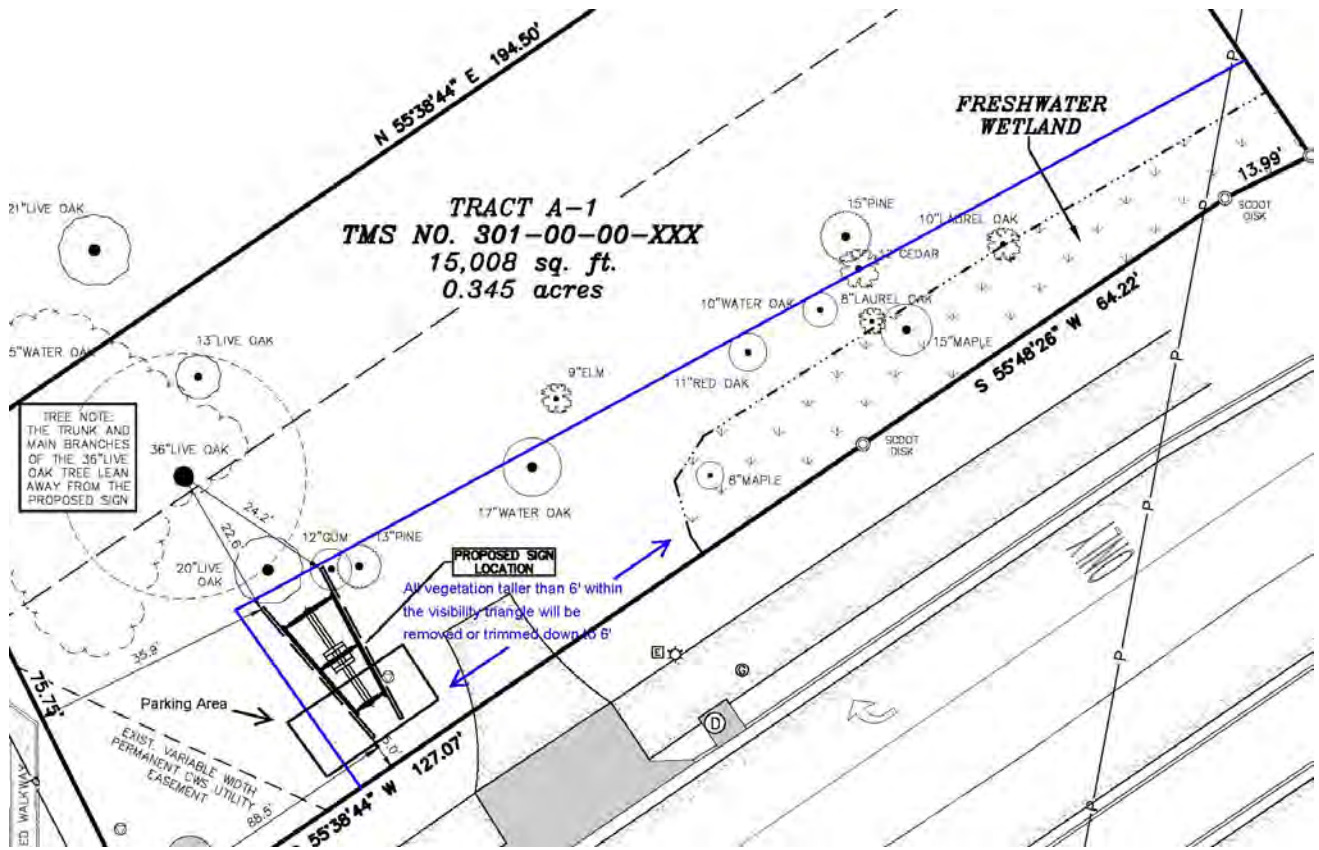 N 55°38'44" E 194.50'
FRESHWATER
WETLAND
13.99'
SCDOT
DISK
P
P
P
P
P
P
21"LIVE OAK
TRACT A-1
TMS NO. 301-00-00-XXX
15,008 sq. ft.
0.345 acres
15"PINE
10"LAUREL OAK
12"CEDAR
10"WATER OAK
8"LAUREL OAK
15"MAPLE
S 55°48'26" W 64.22'
5"WATER OAK
13"LIVE OAK
11"RED OAK
9"ELM
TREE NOTE:
THE TRUNK AND
MAIN BRANCHES
OF THE 36"LIVE
OAK TREE LEAN
AWAY FROM THE
PROPOSED SIGN
36"LIVE OAK
SCDOT
DISK
8"MAPLE
17"WATER OAK
24.2'
22.6'
12"GUM
13"PINE
20"LIVE
OAK
PROPOSED SIGN
LOCATION
All vegetation taller than 6' within
the visibility triangle will be
removed or trimmed down to 6'
ONLY
35.9'
E
G
D
75.75'
Parking Area
5.0'
EXIST. VARIABLE WIDTH
PERMANENT CWS UTILITY
EASEMENT
88.5'
55°38'44" W 127.07'
ED WALKWAY
P